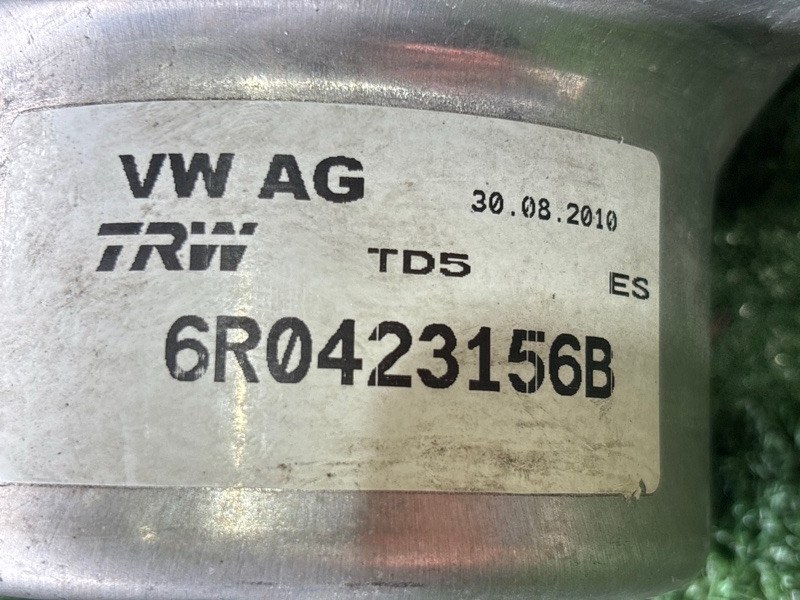 VW AG
30.08.2010
TRW
TD5
ES
6R0423156B